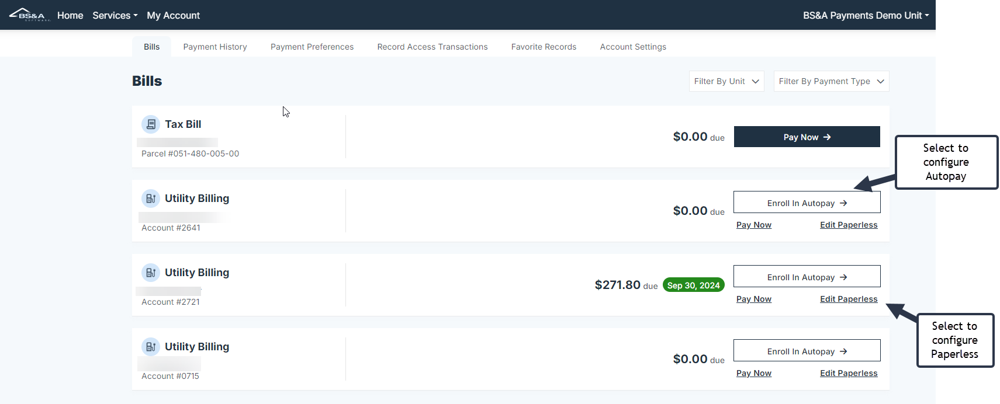 BS&A
SOFTWARE
Home
Services
My Account
BS&A Payments Demo Unit
Bills
Payment History
Payment Preferences
Record Access Transactions
Favorite Records
Account Settings
Bills
Filter By Unit
Filter By Payment Type
Tax Bill
Parcel #051-480-005-00
$0.00 due
Pay Now →
Select to
configure
Autopay
Utility Billing
Account #2641
$0.00 due
Enroll In Autopay →
Pay Now
Edit Paperless
Utility Billing
Account #2721
$271.80 due
Sep 30, 2024
Enroll In Autopay →
Pay Now
Edit Paperless
Select to
configure
Paperless
Utility Billing
Account #0715
$0.00 due
Enroll In Autopay →
Pay Now
Edit Paperless